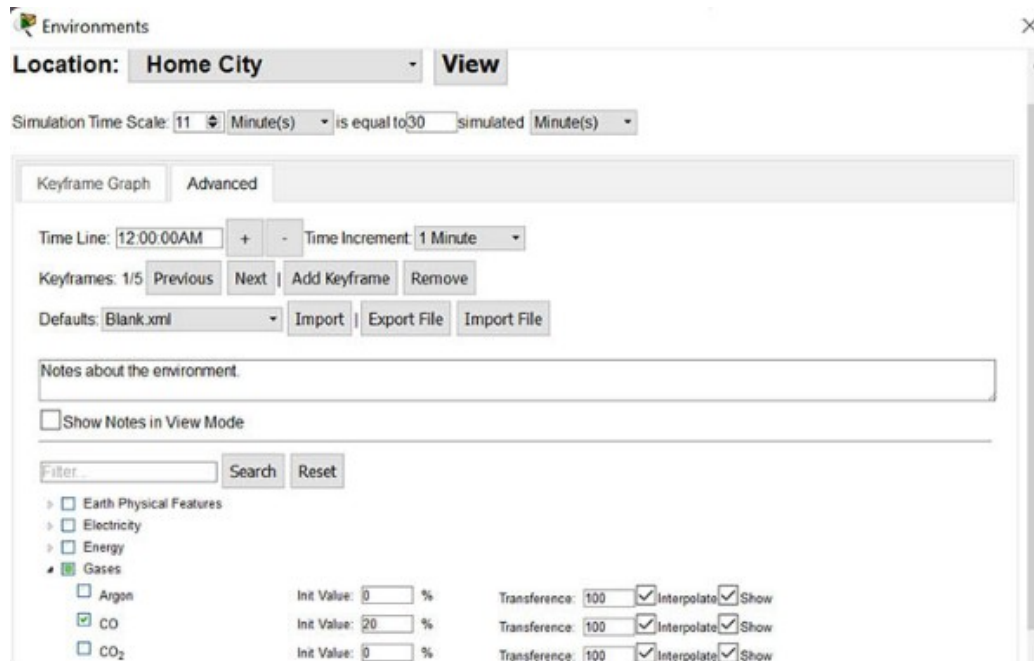 Environments
Location: Home City View
Simulation Time Scale: 11 Minute(s) is equal to 30 simulated Minute(s)
Keyframe Graph Advanced
Time Line: 12:00:00AM + - Time Increment: 1 Minute
Keyframes: 1/5 Previous Next | Add Keyframe Remove
Defaults: Blank.xml Import | Export File Import File
Notes about the environment.
Show Notes in View Mode
Filter... Search Reset
Earth Physical Features
Electricity
Energy
Gases
Argon Init Value: 0 % Transference: 100 Interpolate Show
CO Init Value: 20 % Transference: 100 Interpolate Show
CO₂ Init Value: 0 % Transference: 100 Interpolate Show